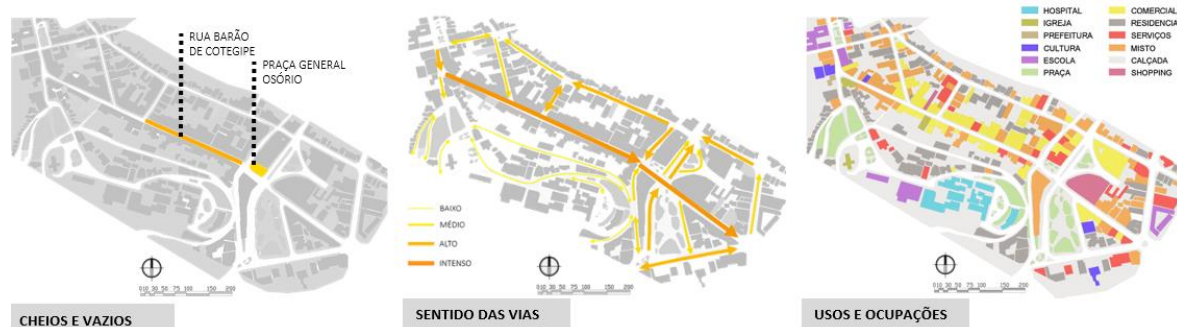 RUA BARÃO
DE COTEGIPE
PRAÇA GENERAL
OSÓRIO
CHEIOS E VAZIOS
BAIXO
MÉDIO
ALTO
INTENSO
SENTIDO DAS VIAS
HOSPITAL
IGREJA
PREFEITURA
CULTURA
ESCOLA
PRAÇA
COMERCIAL
RESIDENCIA
SERVIÇOS
MISTO
CALÇADA
SHOPPING
USOS E OCUPAÇÕES